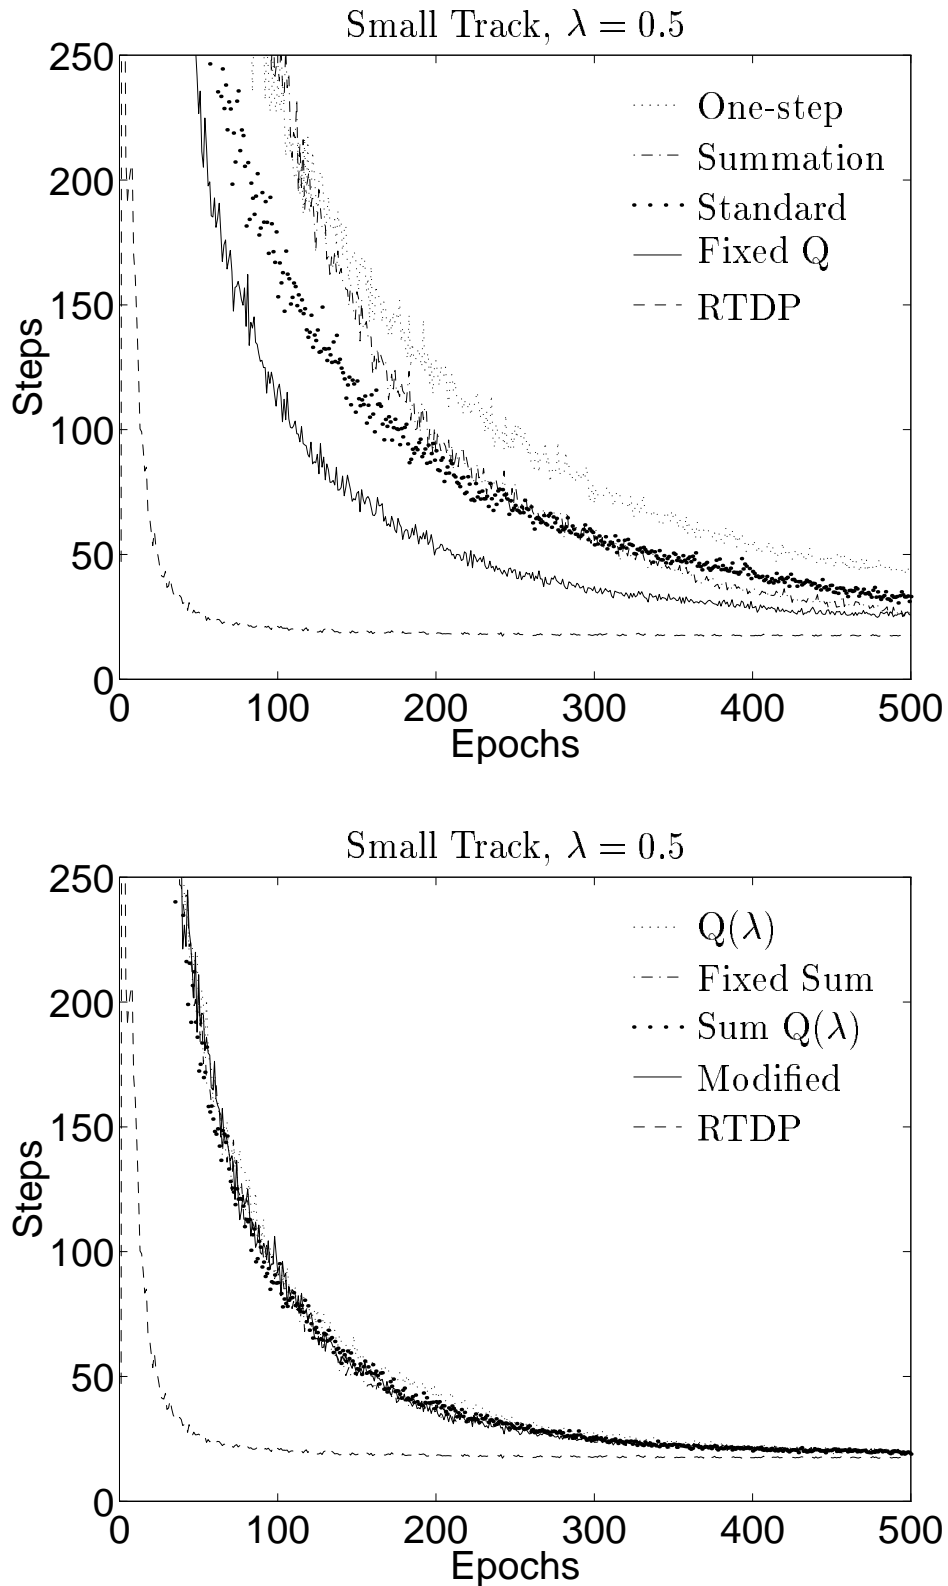 Small Track, λ = 0.5
250
200
150
100
50
0
Steps
One-step
Summation
Standard
Fixed Q
RTDP
0 100 200 300 400 500
Epochs
Small Track, λ = 0.5
250
200
150
100
50
0
Steps
Q(λ)
Fixed Sum
Sum Q(λ)
Modified
RTDP
0 100 200 300 400 500
Epochs